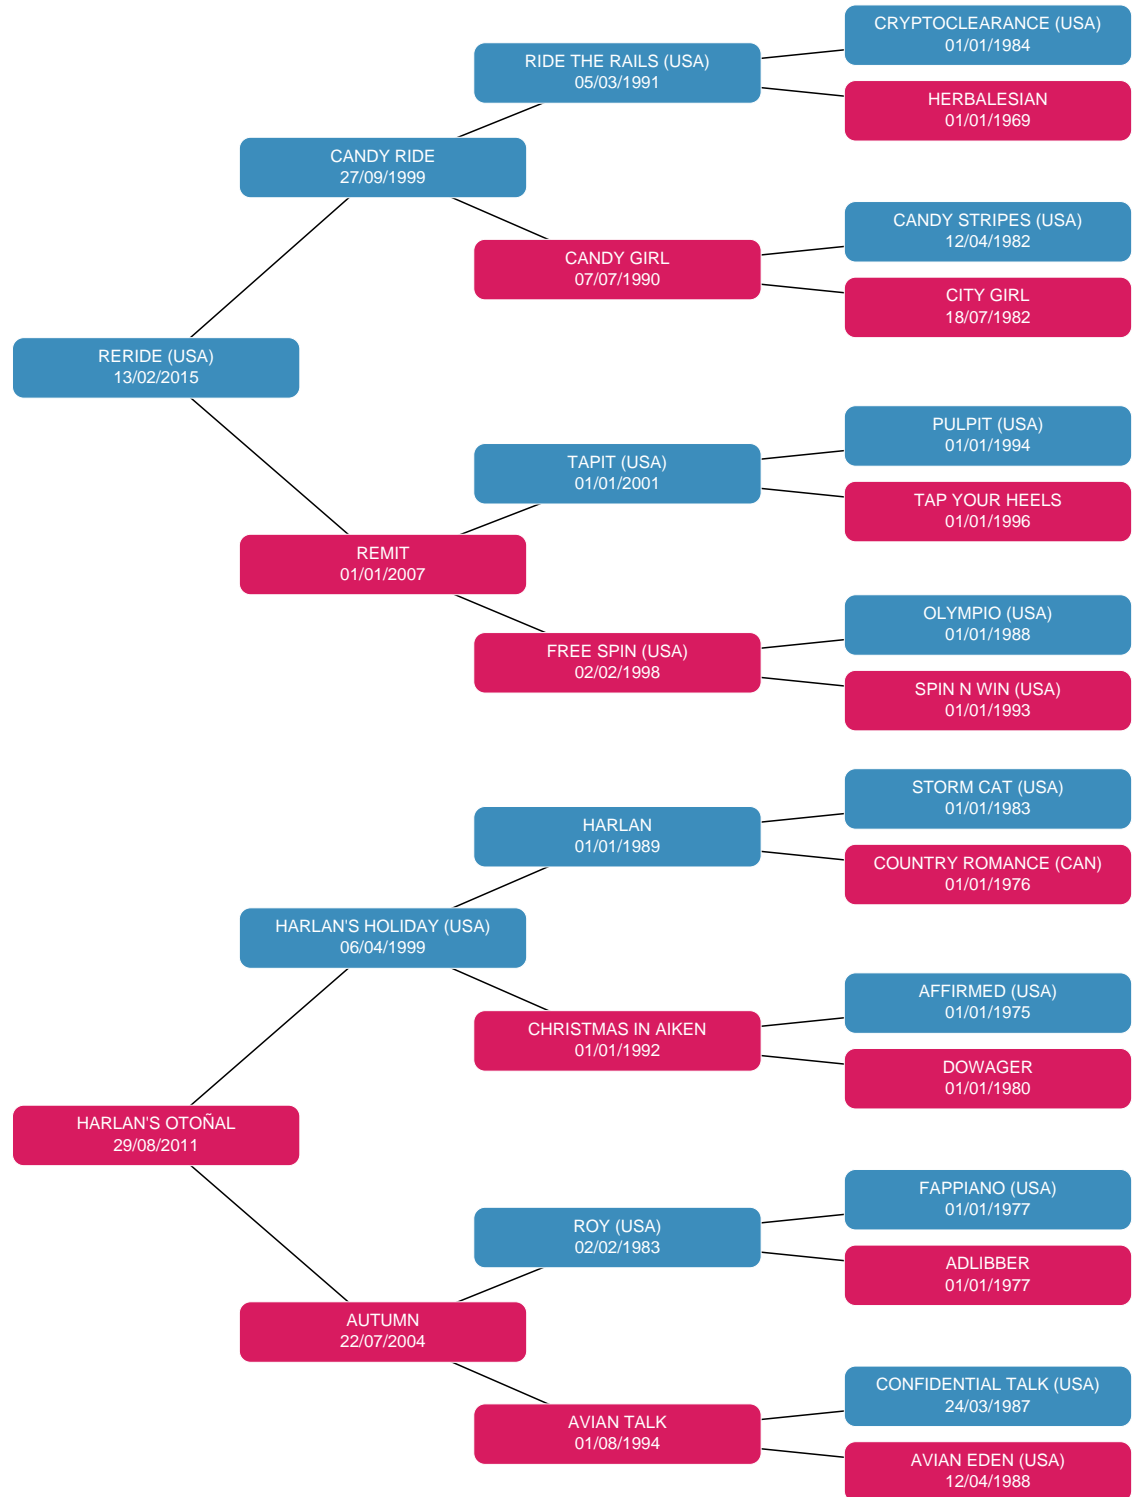 CRYPTOCLEARANCE (USA)
01/01/1984
RIDE THE RAILS (USA)
05/03/1991
HERBALESIAN
01/01/1969
CANDY RIDE
27/09/1999
CANDY STRIPES (USA)
12/04/1982
CANDY GIRL
07/07/1990
CITY GIRL
18/07/1982
RERIDE (USA)
13/02/2015
PULPIT (USA)
01/01/1994
TAPIT (USA)
01/01/2001
TAP YOUR HEELS
01/01/1996
REMIT
01/01/2007
OLYMPIO (USA)
01/01/1988
FREE SPIN (USA)
02/02/1998
SPIN N WIN (USA)
01/01/1993
STORM CAT (USA)
01/01/1983
HARLAN
01/01/1989
COUNTRY ROMANCE (CAN)
01/01/1976
HARLAN'S HOLIDAY (USA)
06/04/1999
AFFIRMED (USA)
01/01/1975
CHRISTMAS IN AIKEN
01/01/1992
DOWAGER
01/01/1980
HARLAN'S OTOÑAL
29/08/2011
FAPPIANO (USA)
01/01/1977
ROY (USA)
02/02/1983
ADLIBBER
01/01/1977
AUTUMN
22/07/2004
CONFIDENTIAL TALK (USA)
24/03/1987
AVIAN TALK
01/08/1994
AVIAN EDEN (USA)
12/04/1988